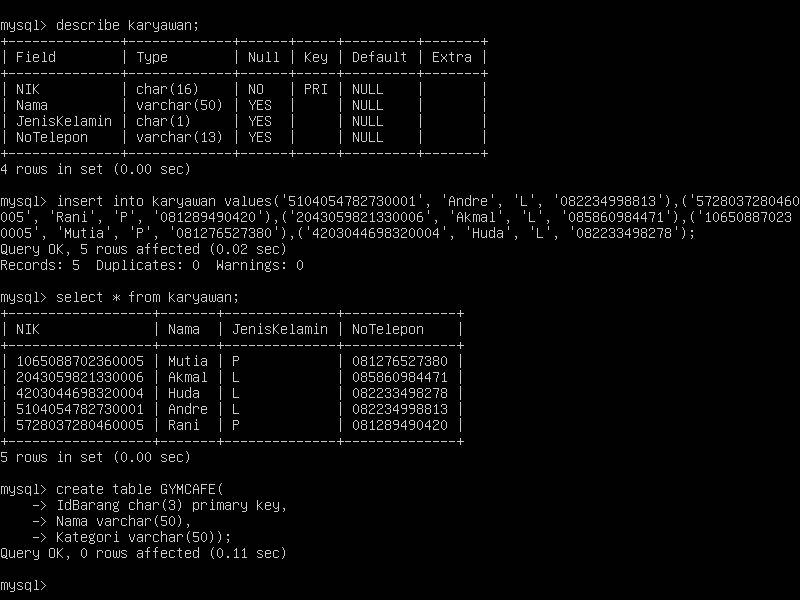 mysql> describe karyawan;
+--------------+-------------+------+-----+---------+-------+
| Field        | Type        | Null | Key | Default | Extra |
+--------------+-------------+------+-----+---------+-------+
| NIK          | char(16)    | NO   | PRI | NULL    |       |
| Nama         | varchar(50) | YES  |     | NULL    |       |
| JenisKelamin | char(1)     | YES  |     | NULL    |       |
| NoTelepon    | varchar(13) | YES  |     | NULL    |       |
+--------------+-------------+------+-----+---------+-------+
4 rows in set (0.00 sec)
mysql> insert into karyawan values('5104054782730001', 'Andre', 'L', '082234998813'),('5728037280460
005', 'Rani', 'P', '081289490420'),('2043059821330006', 'Akmal', 'L', '085860984471'),('10650887023
0005', 'Mutia', 'P', '081276527380'),('4203044698320004', 'Huda', 'L', '082233498278');
Query OK, 5 rows affected (0.02 sec)
Records: 5  Duplicates: 0  Warnings: 0
mysql> select * from karyawan;
+------------------+-------+--------------+--------------+
| NIK              | Nama  | JenisKelamin | NoTelepon    |
+------------------+-------+--------------+--------------+
| 1065088702360005 | Mutia | P            | 081276527380 |
| 2043059821330006 | Akmal | L            | 085860984471 |
| 4203044698320004 | Huda  | L            | 082233498278 |
| 5104054782730001 | Andre | L            | 082234998813 |
| 5728037280460005 | Rani  | P            | 081289490420 |
+------------------+-------+--------------+--------------+
5 rows in set (0.00 sec)
mysql> create table GYMCAFE(
    -> IdBarang char(3) primary key,
    -> Nama varchar(50),
    -> Kategori varchar(50));
Query OK, 0 rows affected (0.11 sec)
mysql>